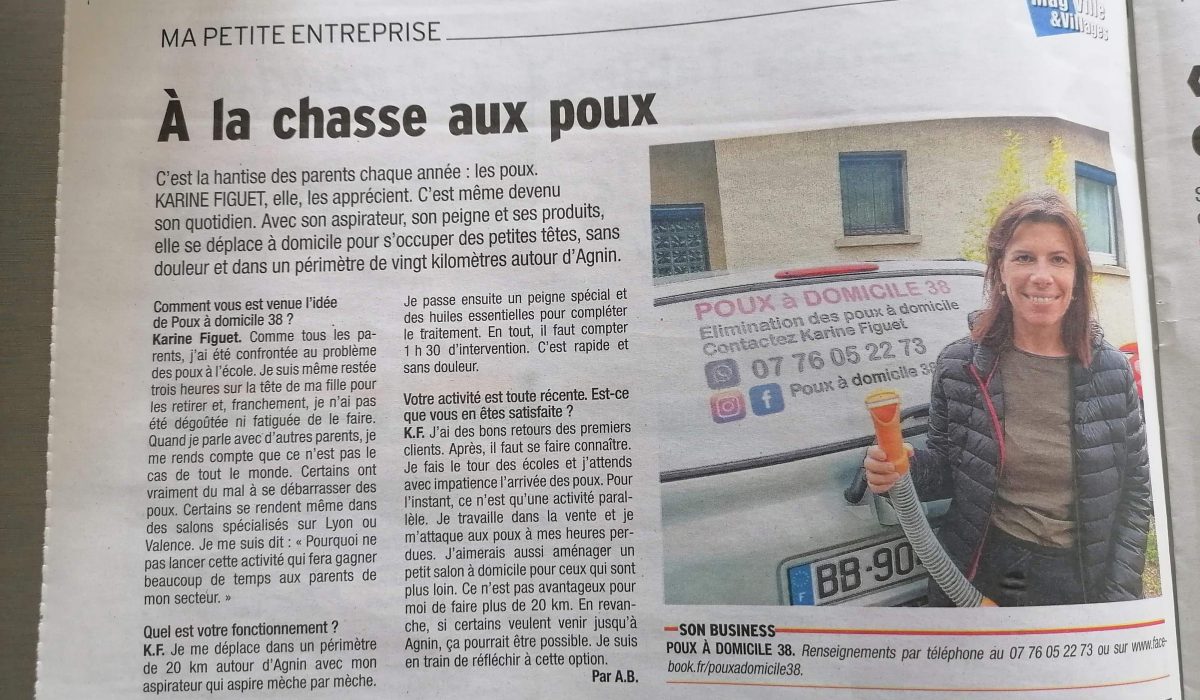 MA PETITE ENTREPRISE
Mag Ville
&Villages
À la chasse aux poux
C'est la hantise des parents chaque année : les poux.
KARINE FIGUET, elle, les apprécient. C'est même devenu
son quotidien. Avec son aspirateur, son peigne et ses produits,
elle se déplace à domicile pour s'occuper des petites têtes, sans
douleur et dans un périmètre de vingt kilomètres autour d'Agnin.
Comment vous est venue l'idée
de Poux à domicile 38 ?
Karine Figuet. Comme tous les pa-
rents, j'ai été confrontée au problème
des poux à l'école. Je suis même restée
trois heures sur la tête de ma fille pour
les retirer et, franchement, je n'ai pas
été dégoûtée ni fatiguée de le faire.
Quand je parle avec d'autres parents, je
me rends compte que ce n'est pas le
cas de tout le monde. Certains ont
vraiment du mal à se débarrasser des
poux. Certains se rendent même dans
des salons spécialisés sur Lyon ou
Valence. Je me suis dit : « Pourquoi ne
pas lancer cette activité qui fera gagner
beaucoup de temps aux parents de
mon secteur. »
Quel est votre fonctionnement ?
K.F. Je me déplace dans un périmètre
de 20 km autour d'Agnin avec mon
aspirateur qui aspire mèche par mèche.
Je passe ensuite un peigne spécial et
des huiles essentielles pour compléter
le traitement. En tout, il faut compter
1 h 30 d'intervention. C'est rapide et
sans douleur.
Votre activité est toute récente. Est-ce
que vous en êtes satisfaite ?
K.F. J'ai des bons retours des premiers
clients. Après, il faut se faire connaître.
Je fais le tour des écoles et j'attends
avec impatience l'arrivée des poux. Pour
l'instant, ce n'est qu'une activité paral-
lèle. Je travaille dans la vente et je
m'attaque aux poux à mes heures per-
dues. J'aimerais aussi aménager un
petit salon à domicile pour ceux qui sont
plus loin. Ce n'est pas avantageux pour
moi de faire plus de 20 km. En revan-
che, si certains veulent venir jusqu'à
Agnin, ça pourrait être possible. Je suis
en train de réfléchir à cette option.
Par A.B.
POUX à DOMICILE 38
Elimination des poux à domicile
Contactez Karine Figuet
07 76 05 22 73
Poux à domicile 38
F
BB-90
SON BUSINESS
POUX À DOMICILE 38. Renseignements par téléphone au 07 76 05 22 73 ou sur www.face-
book.fr/pouxadomicile38.